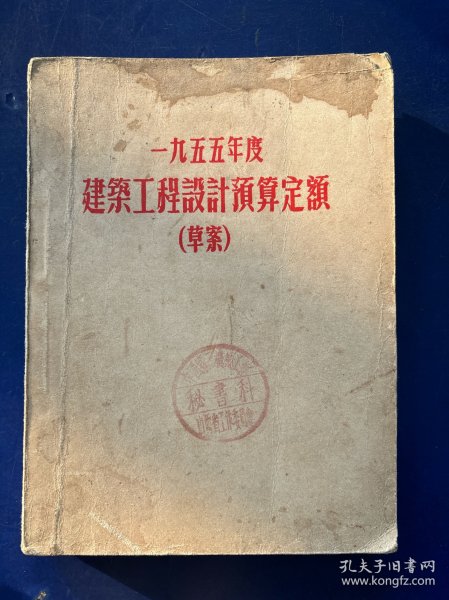 一九五五年度
建築工程設計預算定額
(草案)
秘書科
孔夫子旧书网
www.kongfz.com